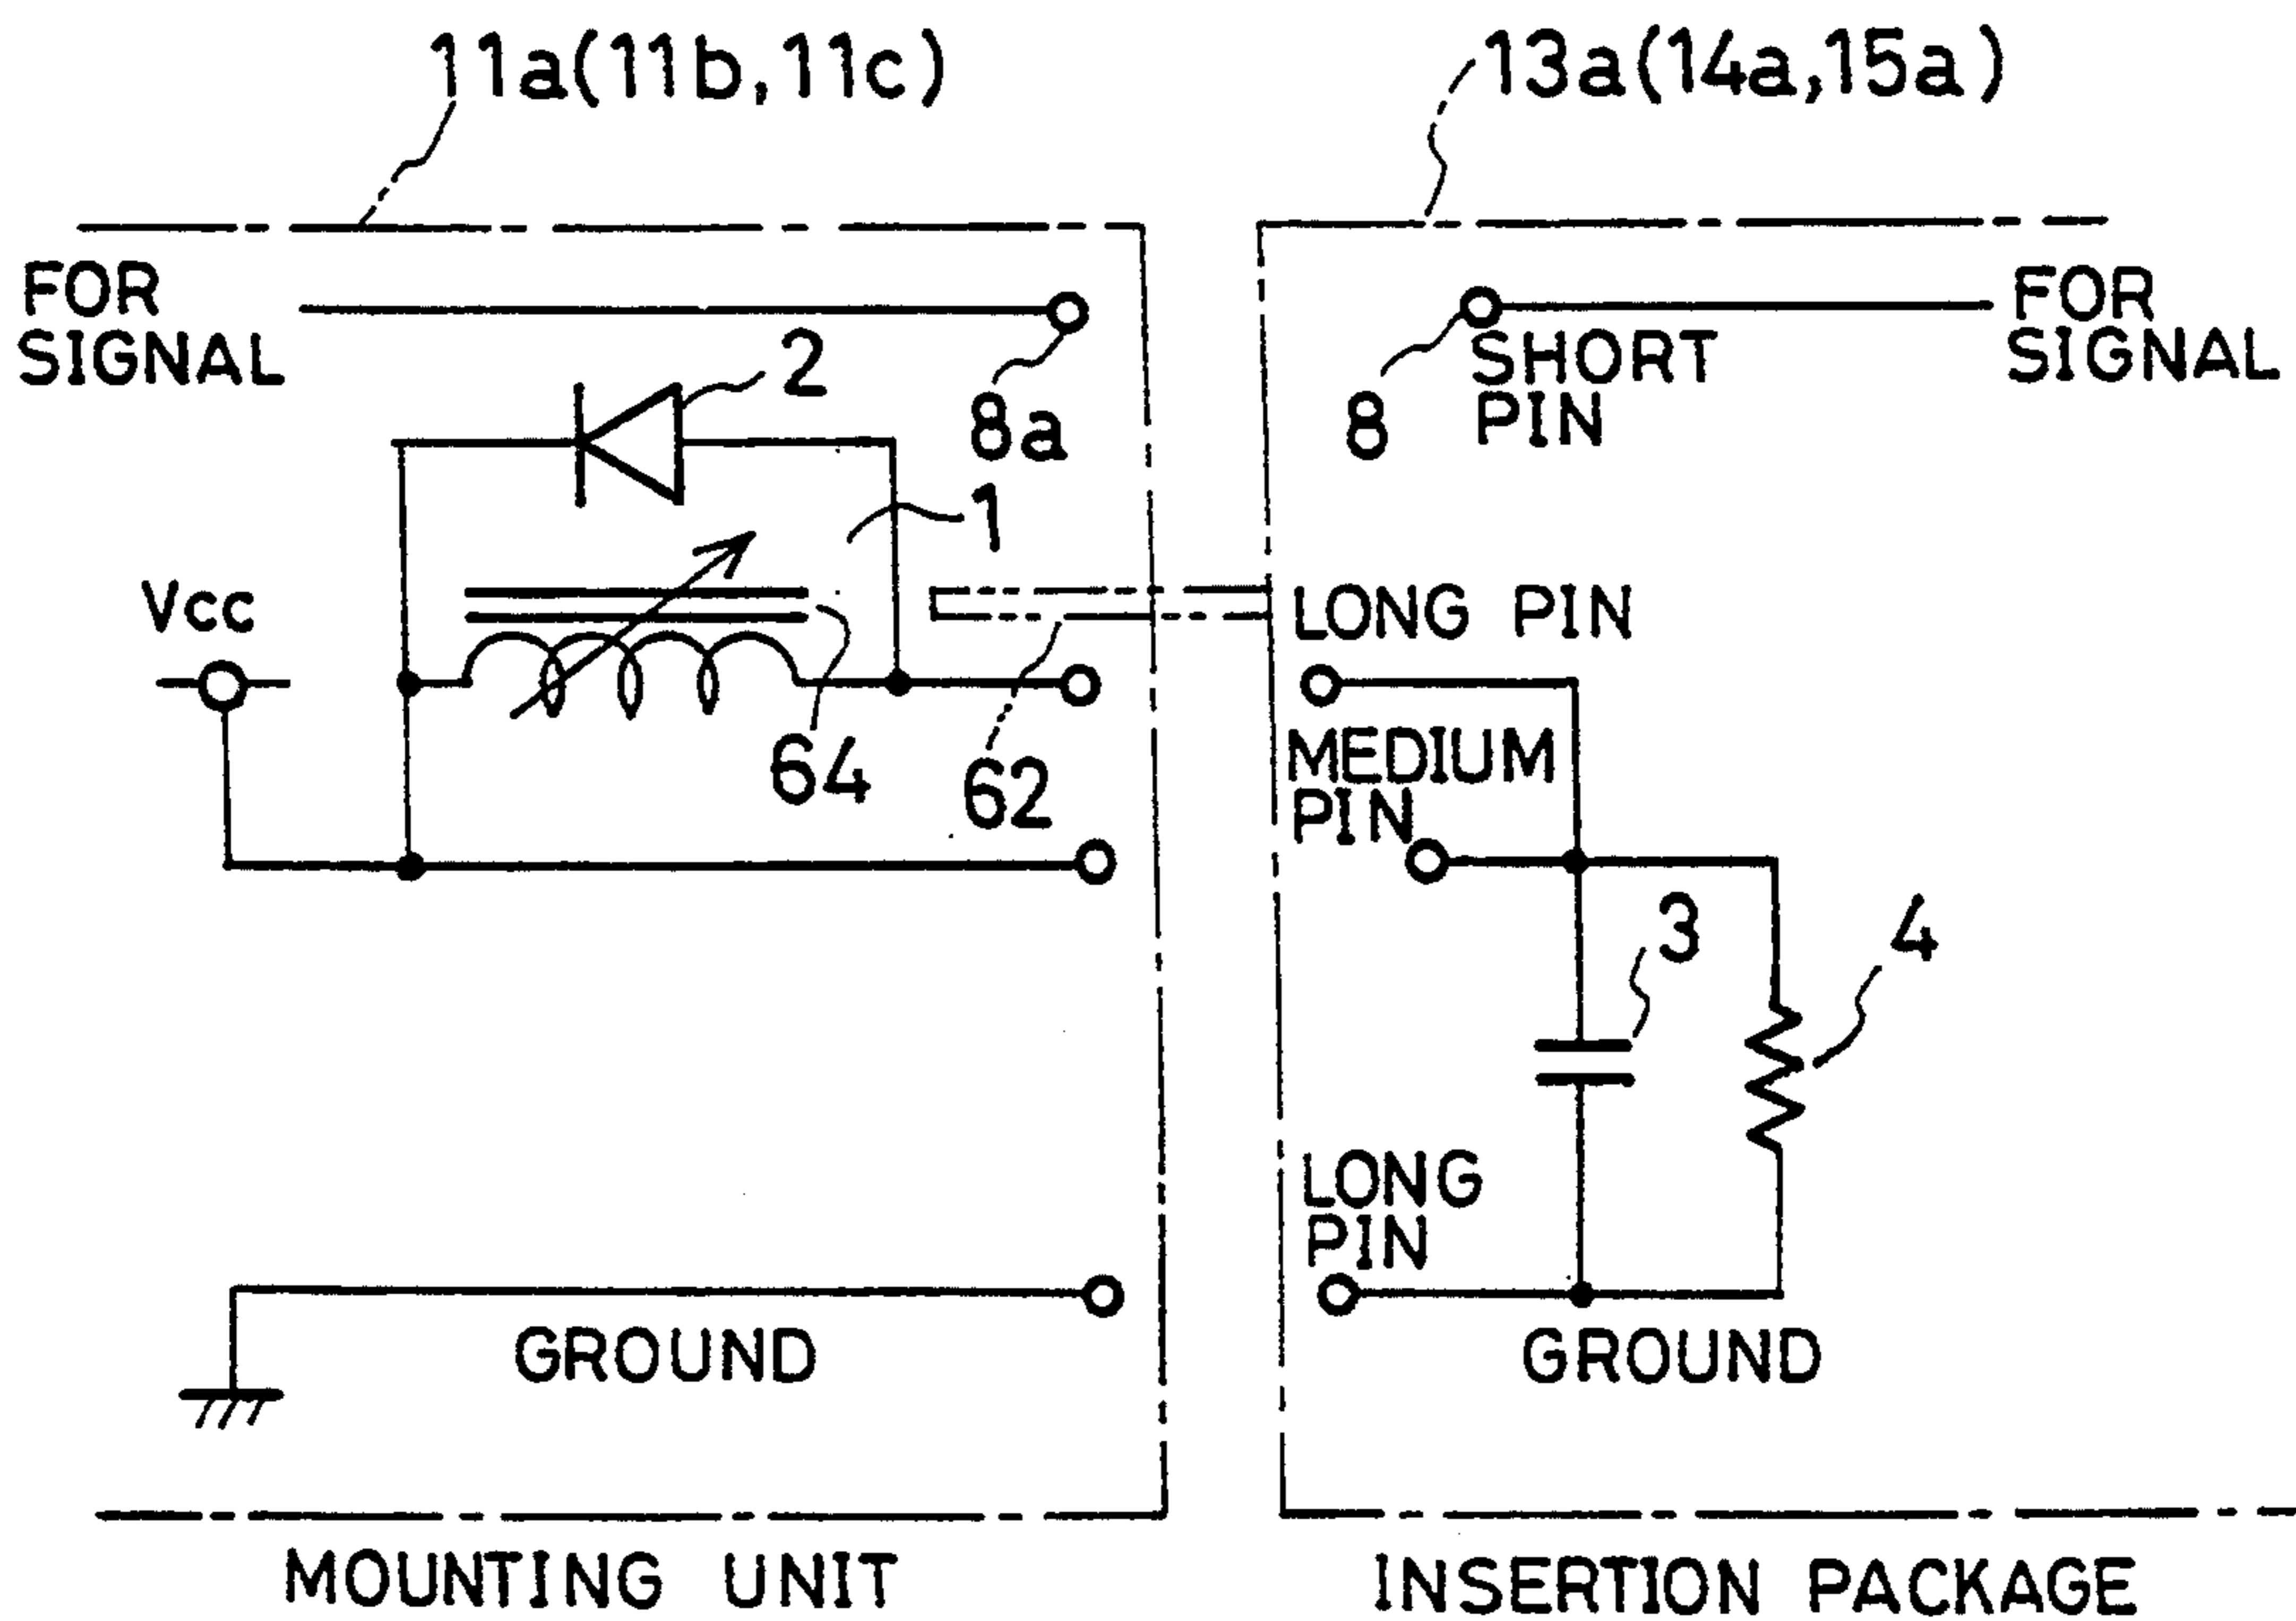 11a(11b,11c)
13a(14a,15a)
FOR
SIGNAL
2
8a
1
8
SHORT
PIN
FOR
SIGNAL
Vcc
64
62
LONG PIN
MEDIUM
PIN
3
4
LONG
PIN
GROUND
GROUND
MOUNTING UNIT
INSERTION PACKAGE